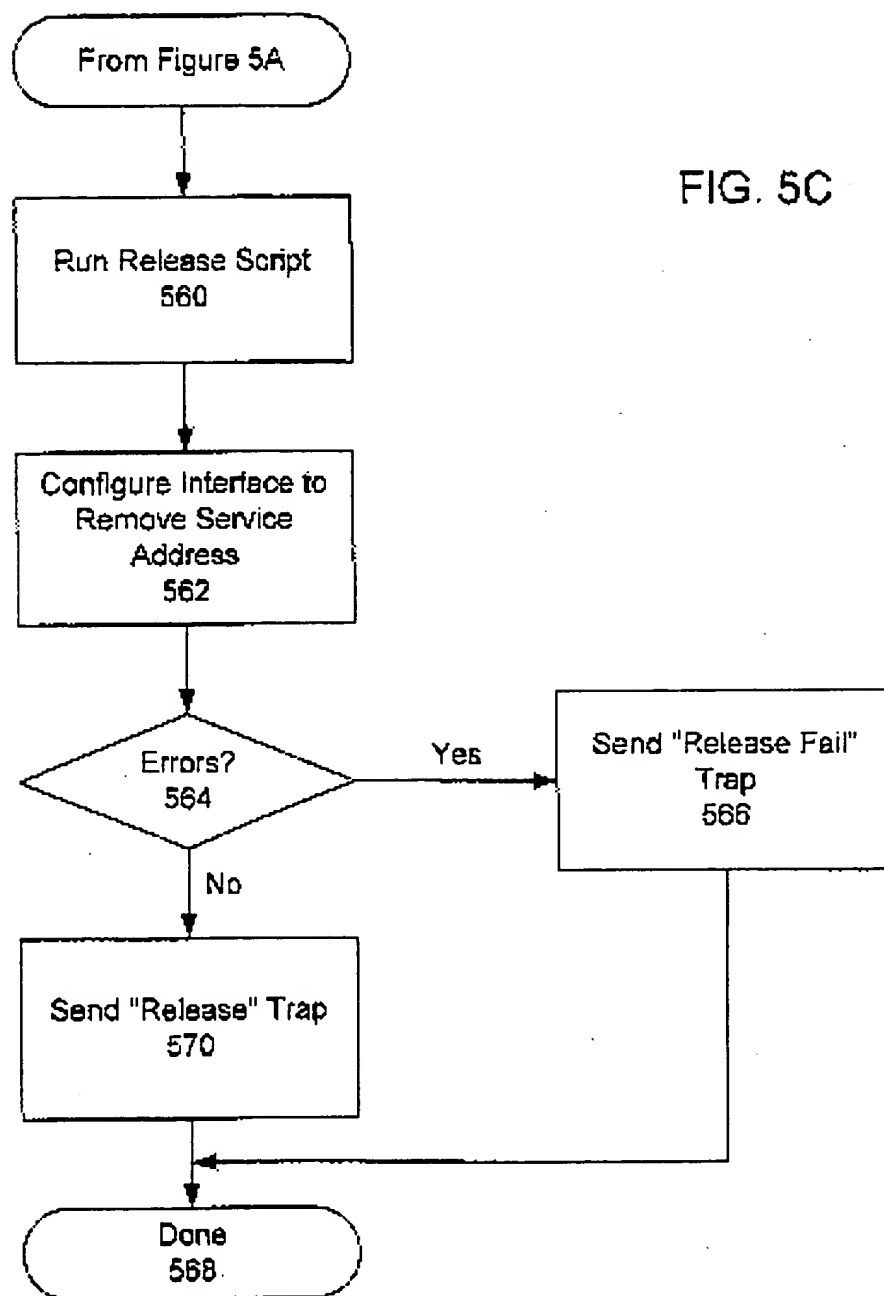 From Figure 5A
FIG. 5C
Run Release Script
560
Configure Interface to
Remove Service
Address
562
Errors?
564
Yes
Send "Release Fail"
Trap
566
No
Send "Release" Trap
570
Done
568